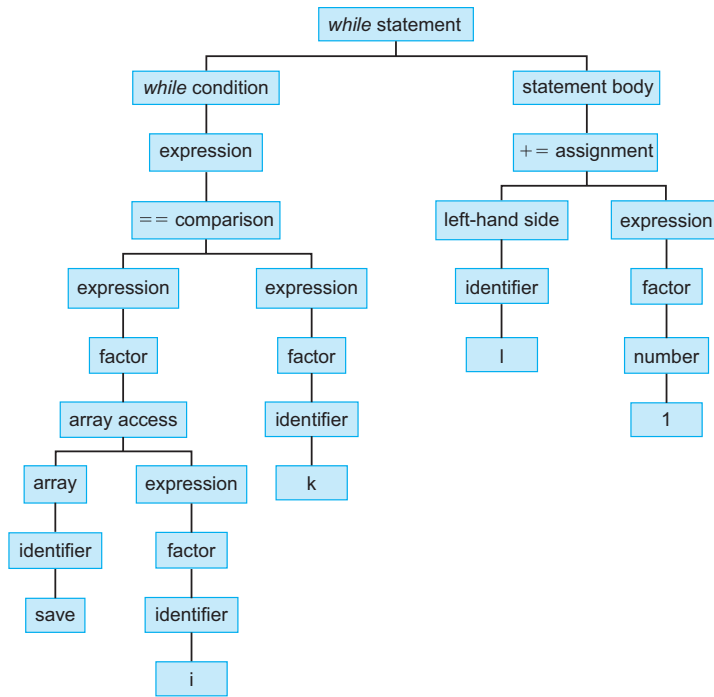 while statement
while condition
statement body
expression
+= assignment
== comparison
left-hand side
expression
expression
expression
identifier
factor
factor
factor
l
number
array access
identifier
1
array
expression
k
identifier
factor
save
identifier
i